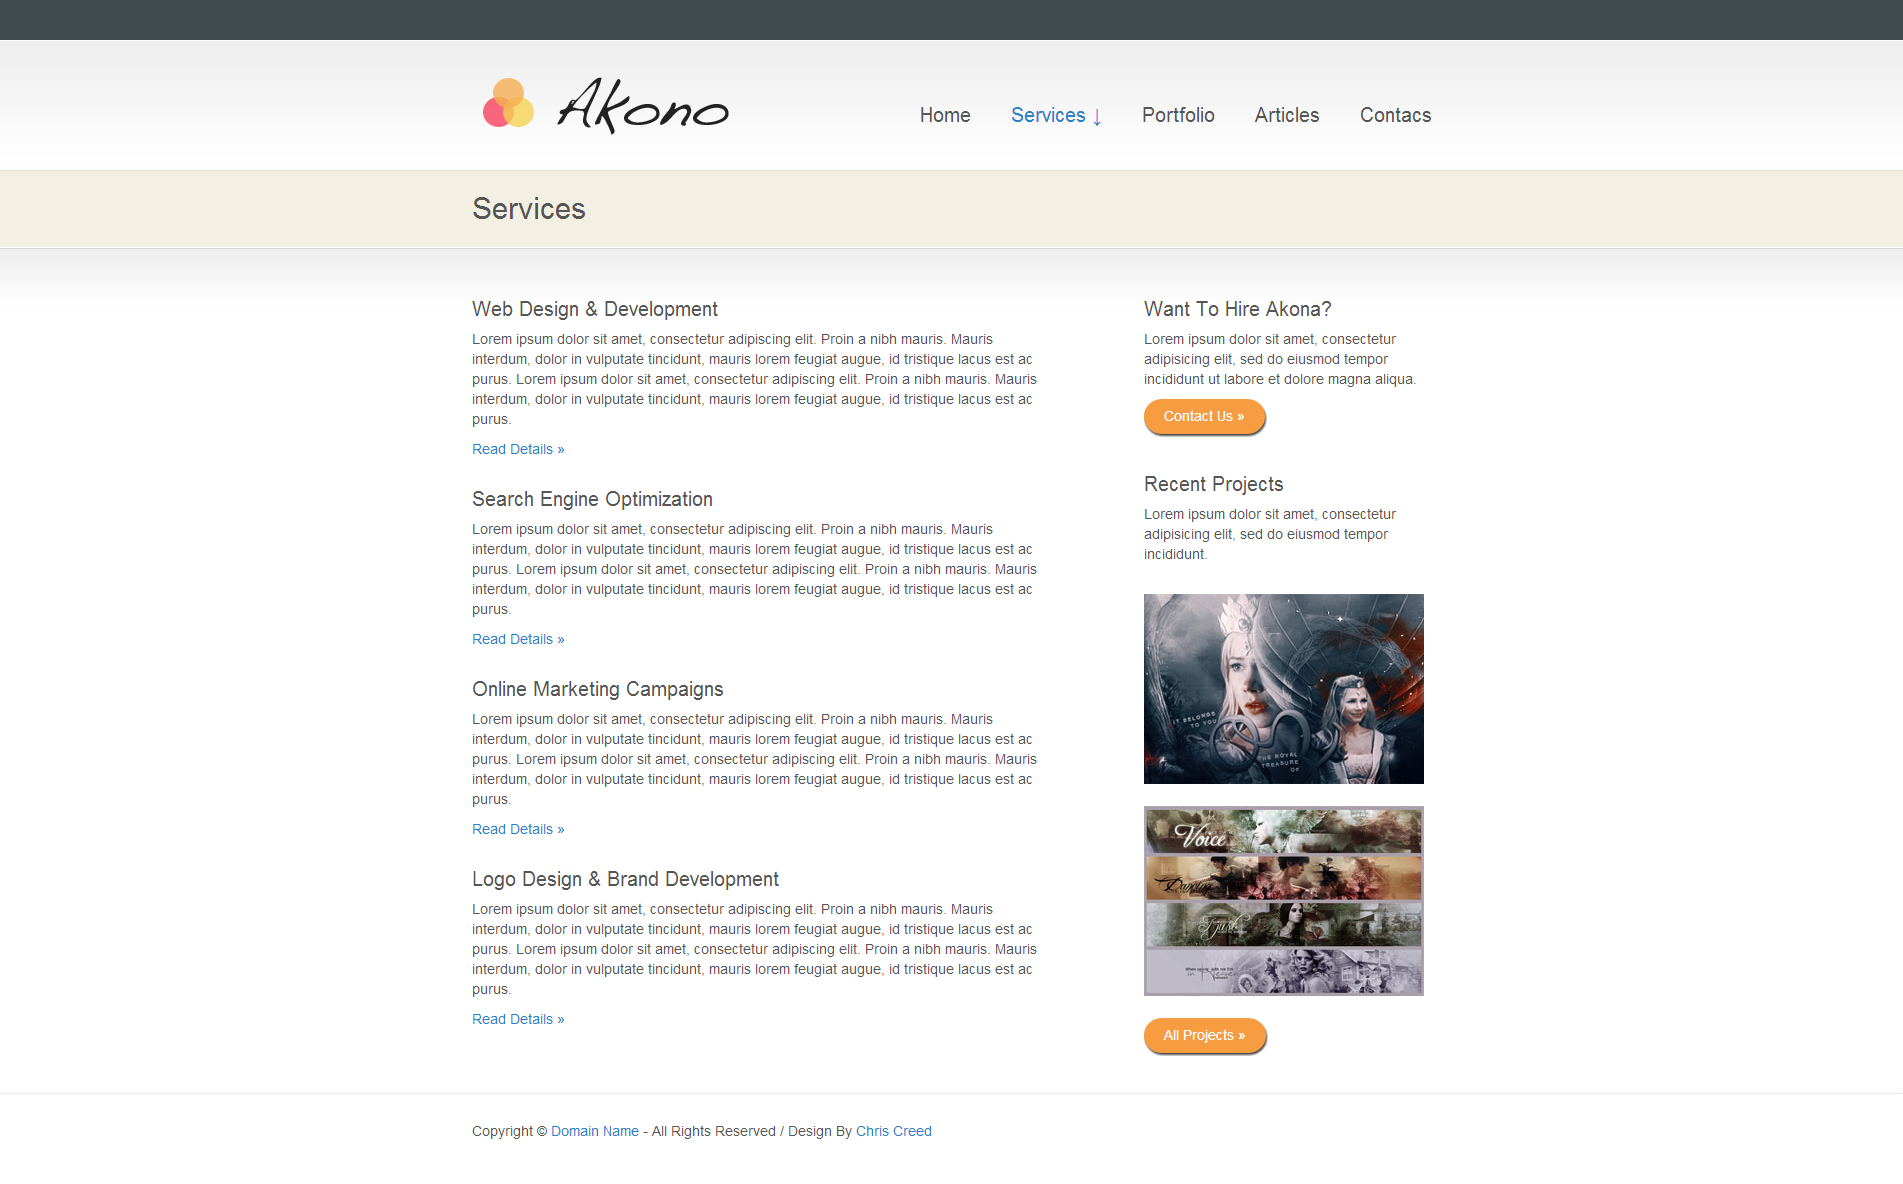 Akono
Home Services ↓ Portfolio Articles Contacs
Services
Web Design & Development
Lorem ipsum dolor sit amet, consectetur adipiscing elit. Proin a nibh mauris. Mauris
interdum, dolor in vulputate tincidunt, mauris lorem feugiat augue, id tristique lacus est ac
purus. Lorem ipsum dolor sit amet, consectetur adipiscing elit. Proin a nibh mauris. Mauris
interdum, dolor in vulputate tincidunt, mauris lorem feugiat augue, id tristique lacus est ac
purus.
Read Details »
Search Engine Optimization
Lorem ipsum dolor sit amet, consectetur adipiscing elit. Proin a nibh mauris. Mauris
interdum, dolor in vulputate tincidunt, mauris lorem feugiat augue, id tristique lacus est ac
purus. Lorem ipsum dolor sit amet, consectetur adipiscing elit. Proin a nibh mauris. Mauris
interdum, dolor in vulputate tincidunt, mauris lorem feugiat augue, id tristique lacus est ac
purus.
Read Details »
Online Marketing Campaigns
Lorem ipsum dolor sit amet, consectetur adipiscing elit. Proin a nibh mauris. Mauris
interdum, dolor in vulputate tincidunt, mauris lorem feugiat augue, id tristique lacus est ac
purus. Lorem ipsum dolor sit amet, consectetur adipiscing elit. Proin a nibh mauris. Mauris
interdum, dolor in vulputate tincidunt, mauris lorem feugiat augue, id tristique lacus est ac
purus.
Read Details »
Logo Design & Brand Development
Lorem ipsum dolor sit amet, consectetur adipiscing elit. Proin a nibh mauris. Mauris
interdum, dolor in vulputate tincidunt, mauris lorem feugiat augue, id tristique lacus est ac
purus. Lorem ipsum dolor sit amet, consectetur adipiscing elit. Proin a nibh mauris. Mauris
interdum, dolor in vulputate tincidunt, mauris lorem feugiat augue, id tristique lacus est ac
purus.
Read Details »
Want To Hire Akona?
Lorem ipsum dolor sit amet, consectetur
adipisicing elit, sed do eiusmod tempor
incididunt ut labore et dolore magna aliqua.
Contact Us »
Recent Projects
Lorem ipsum dolor sit amet, consectetur
adipisicing elit, sed do eiusmod tempor
incididunt.
IT BELONGS
TO YOU
THE ROYAL
TREASURE
OF
Voice
Dancing
Just
in Heaven
All Projects »
Copyright © Domain Name - All Rights Reserved / Design By Chris Creed